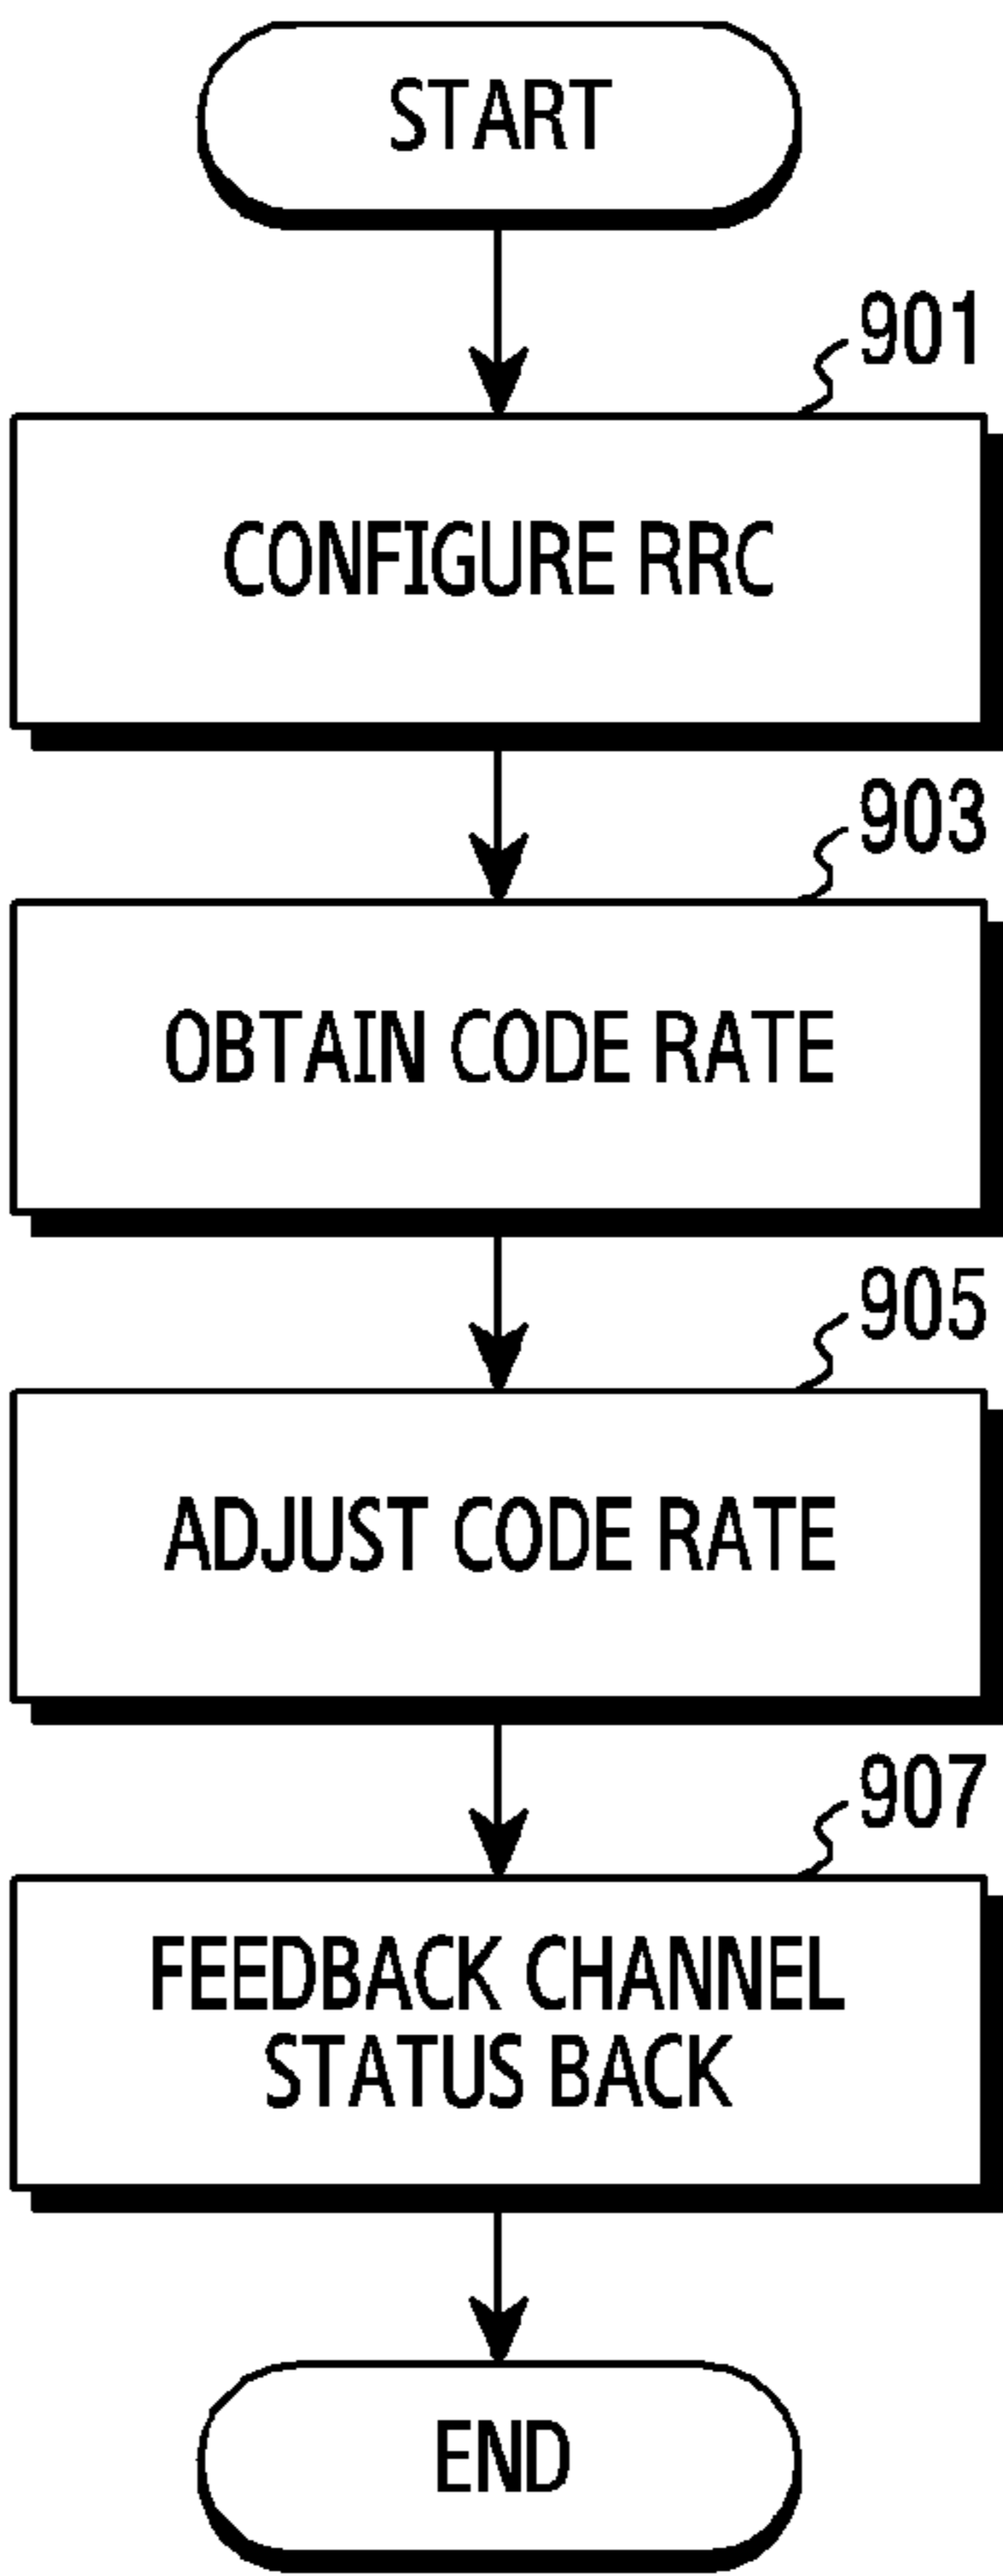 START
901
CONFIGURE RRC
903
OBTAIN CODE RATE
905
ADJUST CODE RATE
907
FEEDBACK CHANNEL
STATUS BACK
END